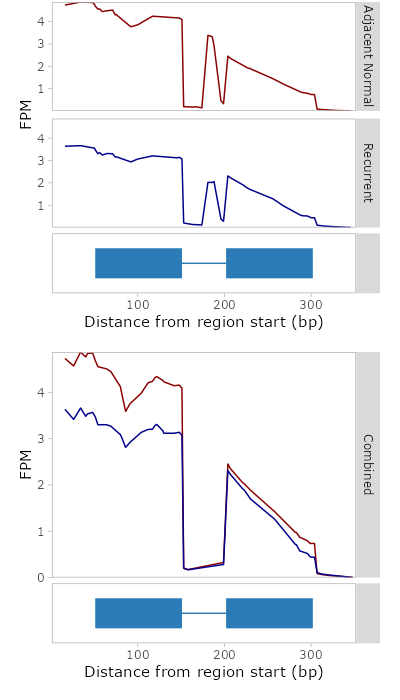 4
3
2
1
Adjacent Normal
FPM
4
3
2
1
Recurrent
100 200 300
Distance from region start (bp)
4
3
2
1
0
FPM
Combined
100 200 300
Distance from region start (bp)